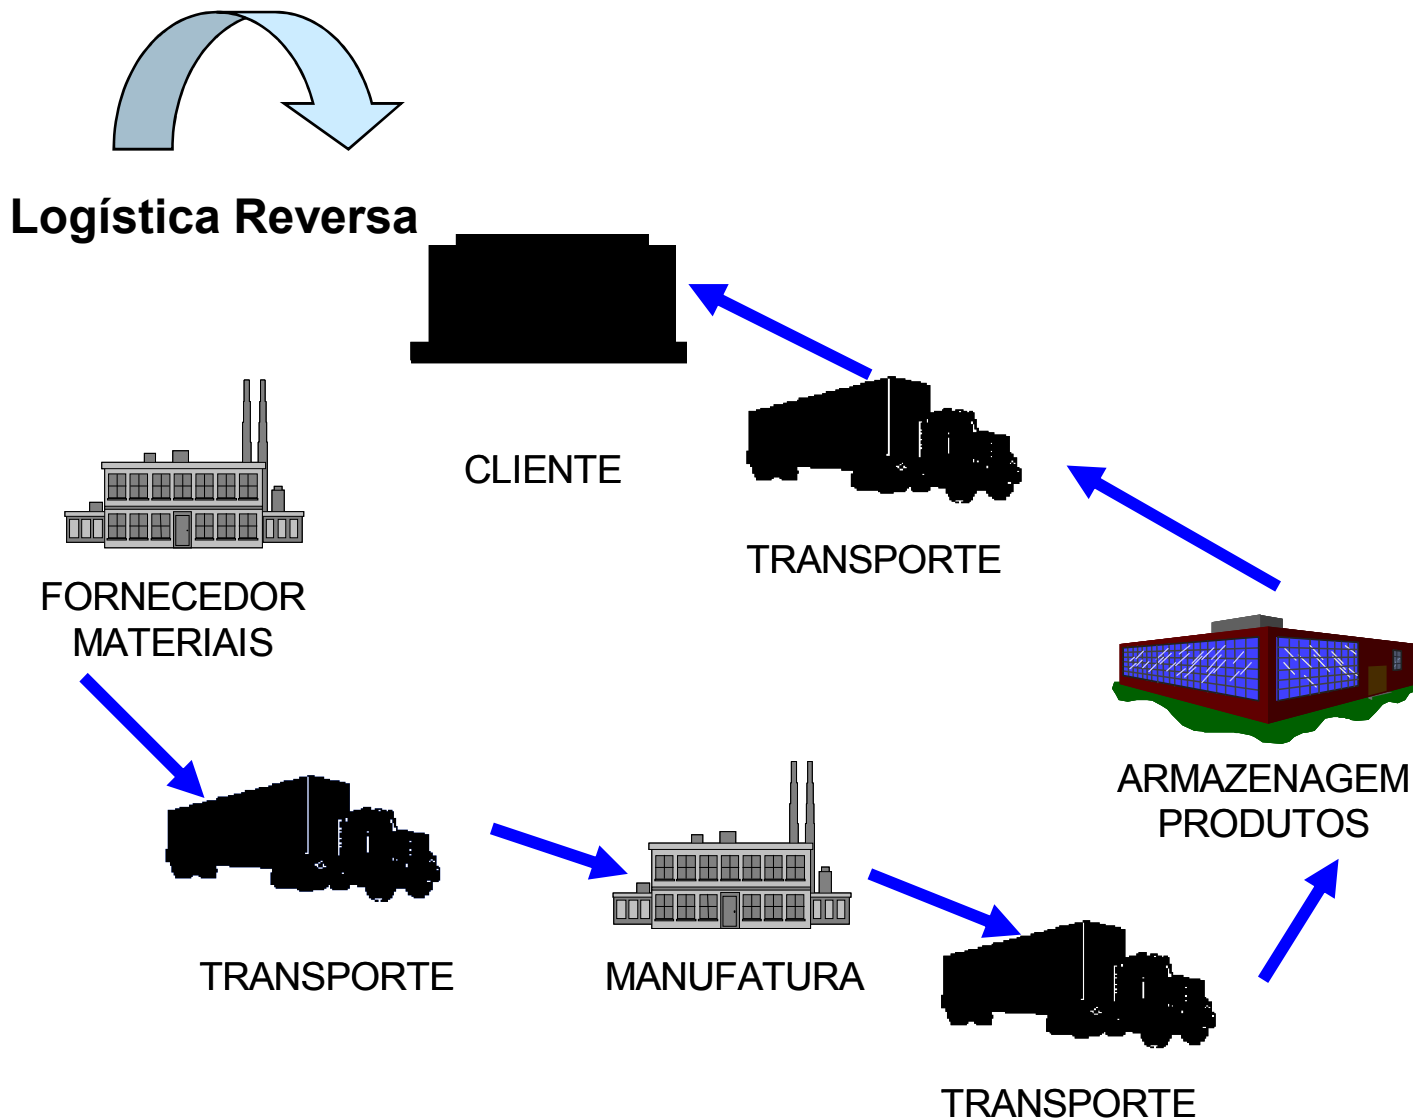 Logística Reversa
CLIENTE
TRANSPORTE
FORNECEDOR
MATERIAIS
ARMAZENAGEM
PRODUTOS
TRANSPORTE
MANUFATURA
TRANSPORTE